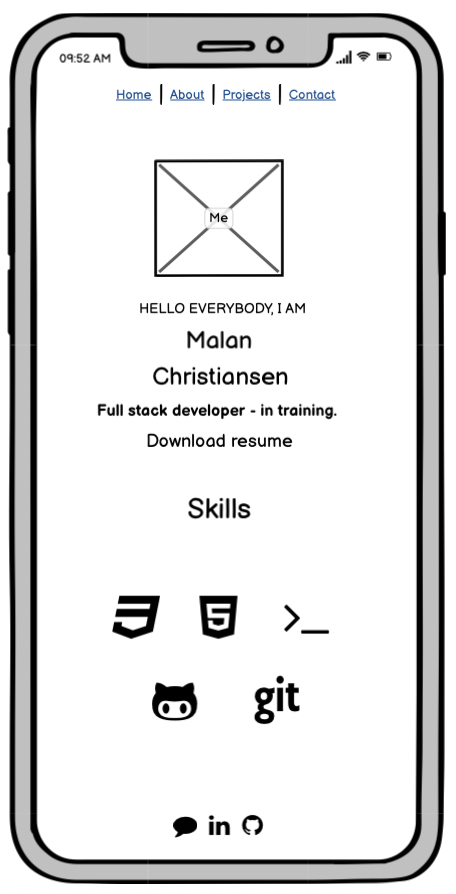 09:52 AM
Home | About | Projects | Contact
Me
HELLO EVERYBODY, I AM
Malan
Christiansen
Full stack developer - in training.
Download resume
Skills
5 >_
git
in